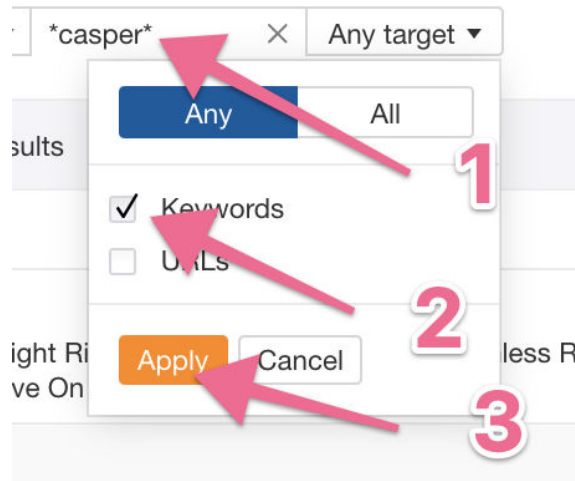 *casper* × Any target ▼
Any All
sults
1
Keywords
URLs
2
ight Ri
Apply Cancel
less R
ve On
3